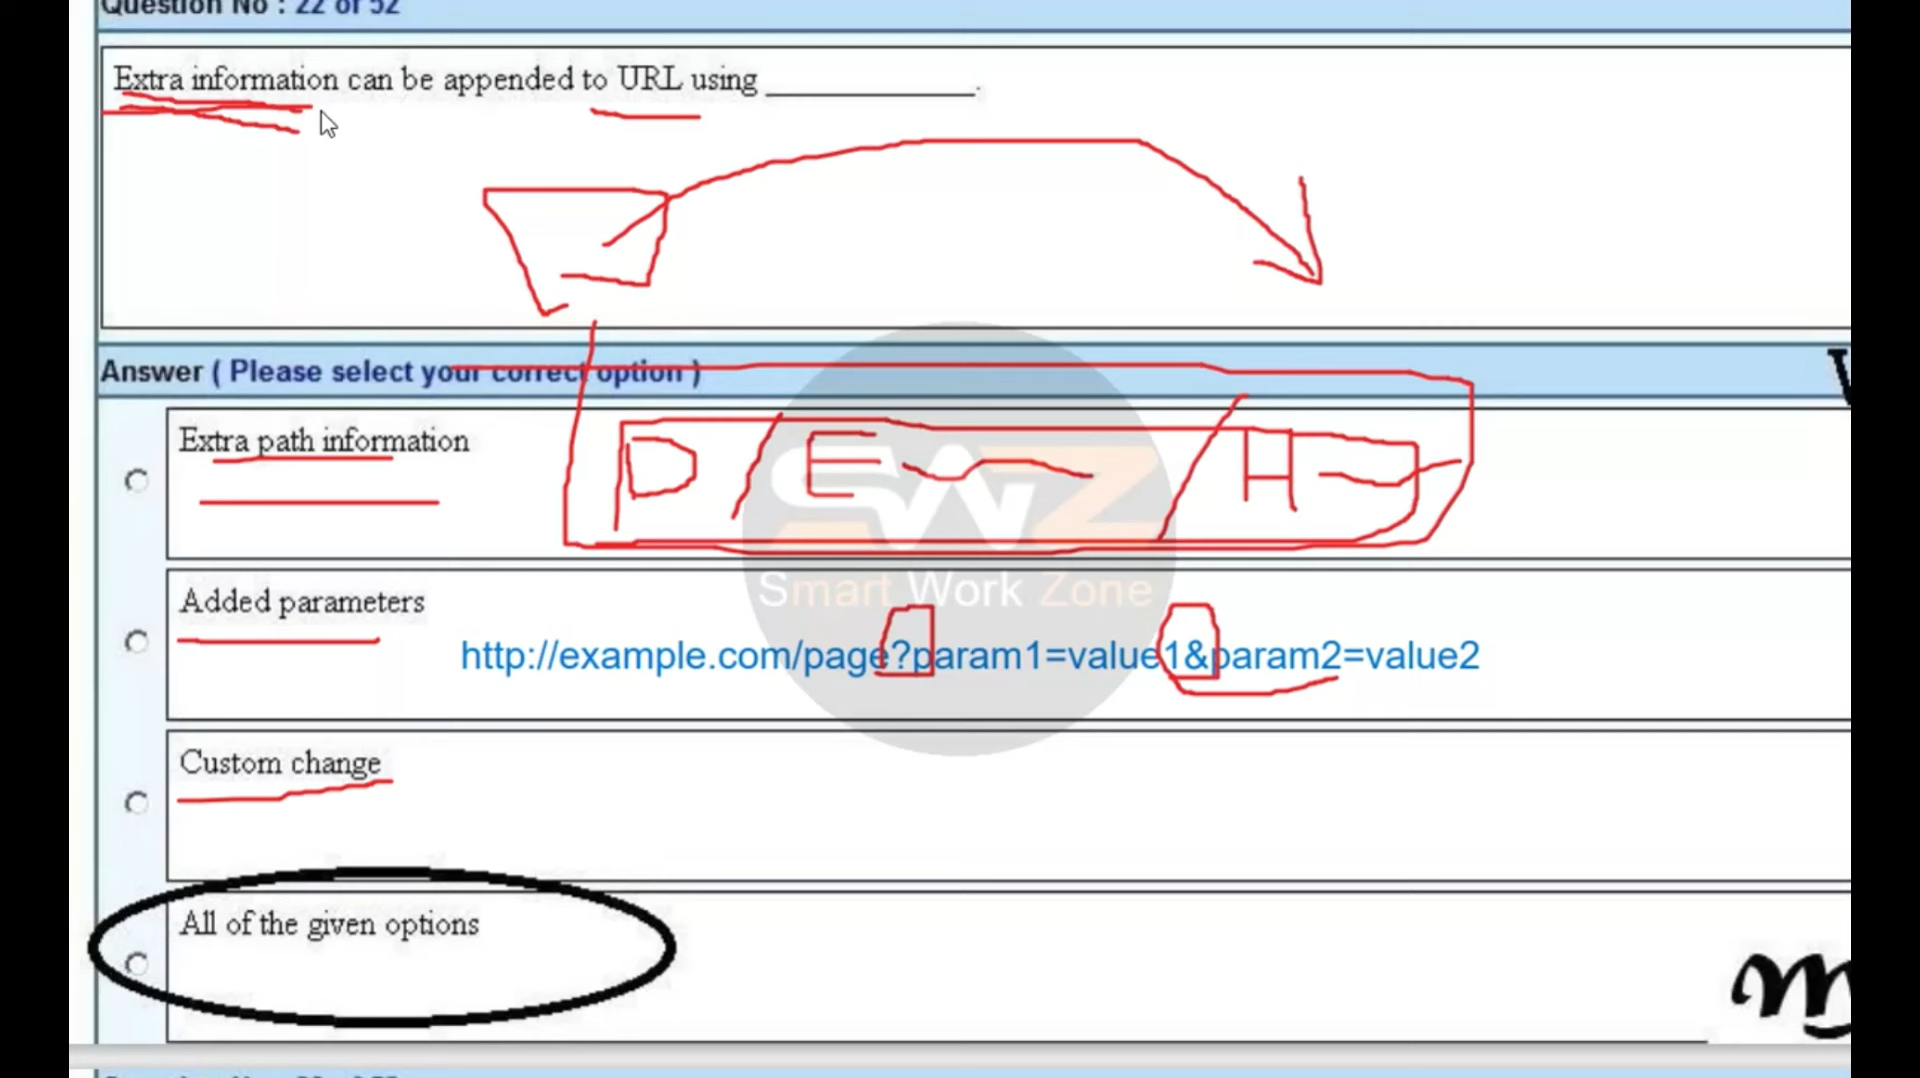 Question No : 22 of 52
Extra information can be appended to URL using ____________.
Answer ( Please select your correct option )
Extra path information
D / E / H
SWZ
Smart Work Zone
Added parameters
http://example.com/page?param1=value1&param2=value2
Custom change
All of the given options
m